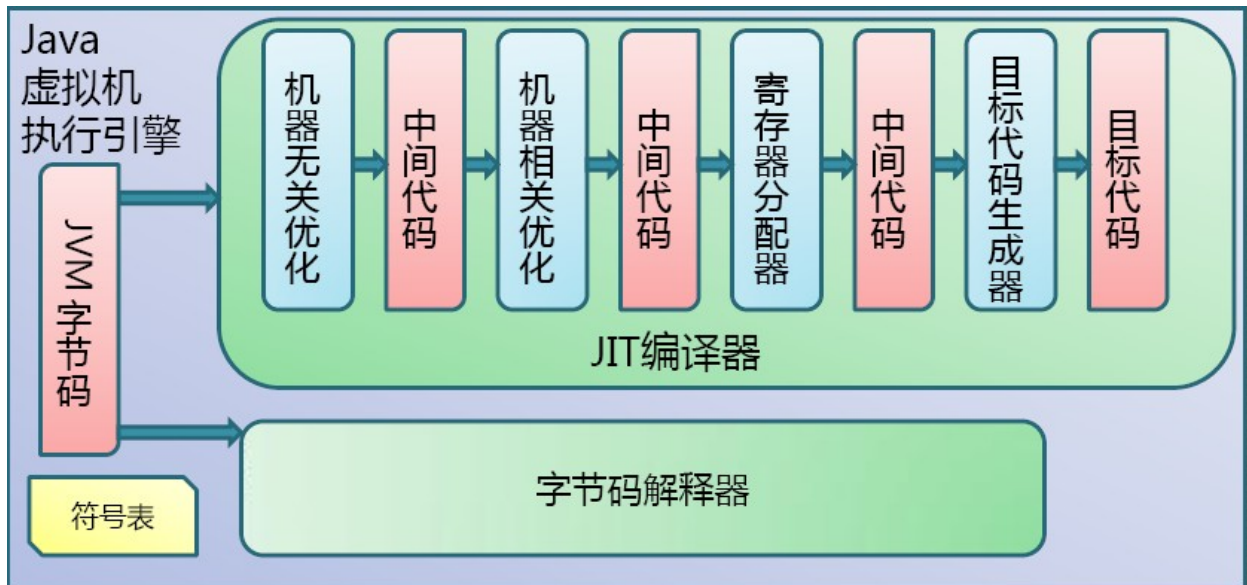 Java
虚拟机
执行引擎
JVM字节码
机器无关优化
中间代码
机器相关优化
中间代码
寄存器分配器
中间代码
目标代码生成器
目标代码
JIT编译器
字节码解释器
符号表